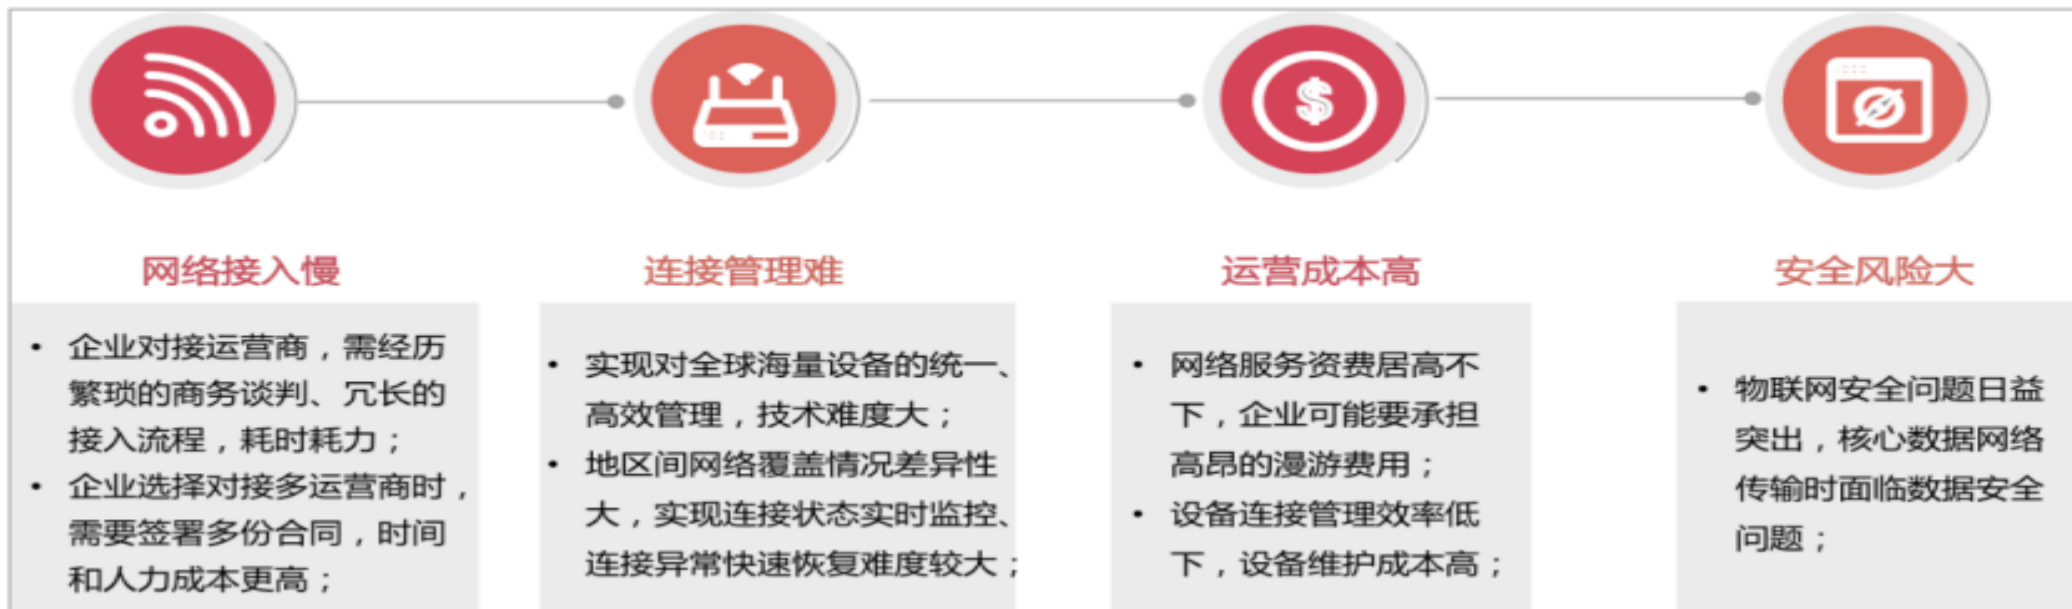 网络接入慢
企业对接运营商，需经历
繁琐的商务谈判、冗长的
接入流程，耗时耗力；
企业选择对接多运营商时，
需要签署多份合同，时间
和人力成本更高；
连接管理难
实现对全球海量设备的统一、
高效管理，技术难度大；
地区间网络覆盖情况差异性
大，实现连接状态实时监控、
连接异常快速恢复难度较大；
运营成本高
网络服务资费居高不
下，企业可能要承担
高昂的漫游费用；
设备连接管理效率低
下，设备维护成本高；
安全风险大
物联网安全问题日益
突出，核心数据网络
传输时面临数据安全
问题；